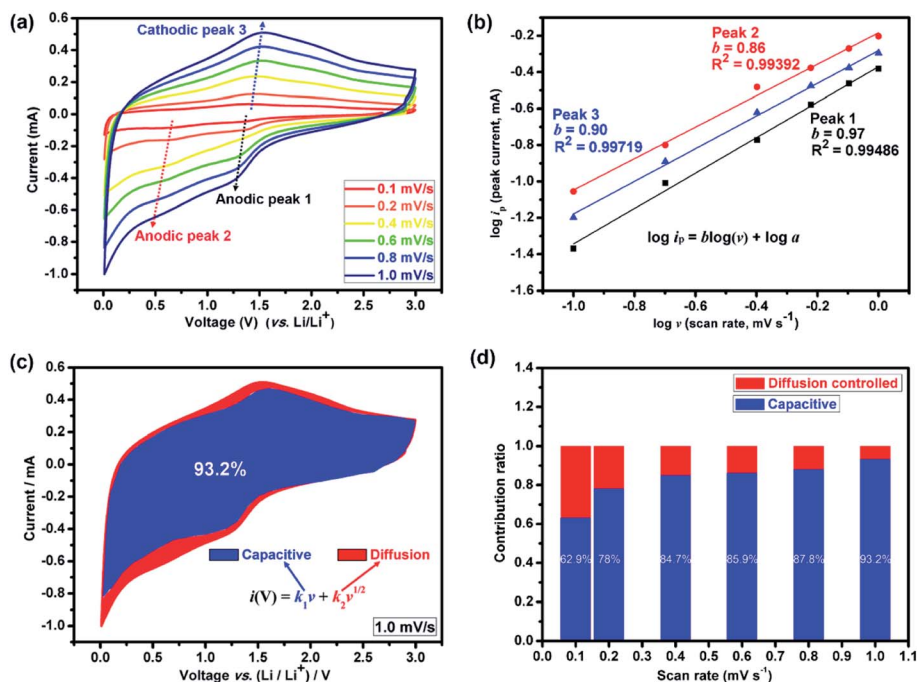 (a)
Cathodic peak 3
Anodic peak 1
Anodic peak 2
0.1 mV/s
0.2 mV/s
0.4 mV/s
0.6 mV/s
0.8 mV/s
1.0 mV/s
Current (mA)
0.6
0.4
0.2
0.0
-0.2
-0.4
-0.6
-0.8
-1.0
0.0 0.5 1.0 1.5 2.0 2.5 3.0
Voltage (V) (vs. Li/Li⁺)
(b)
Peak 2
b = 0.86
R² = 0.99392
Peak 3
b = 0.90
R² = 0.99719
Peak 1
b = 0.97
R² = 0.99486
log iₚ = blog(v) + log a
log iₚ (peak current, mA)
-0.2
-0.4
-0.6
-0.8
-1.0
-1.2
-1.4
-1.6
-1.0 -0.8 -0.6 -0.4 -0.2 0.0
log v (scan rate, mV s⁻¹)
(c)
93.2%
Capacitive Diffusion
i(V) = k₁v + k₂v¹/²
1.0 mV/s
Current / mA
0.6
0.4
0.2
0.0
-0.2
-0.4
-0.6
-0.8
-1.0
0.0 0.5 1.0 1.5 2.0 2.5 3.0
Voltage vs. (Li / Li⁺) / V
(d)
Diffusion controlled
Capacitive
62.9% 78% 84.7% 85.9% 87.8% 93.2%
Contribution ratio
1.4
1.2
1.0
0.8
0.6
0.4
0.2
0.0
0.0 0.1 0.2 0.3 0.4 0.5 0.6 0.7 0.8 0.9 1.0 1.1
Scan rate (mV s⁻¹)